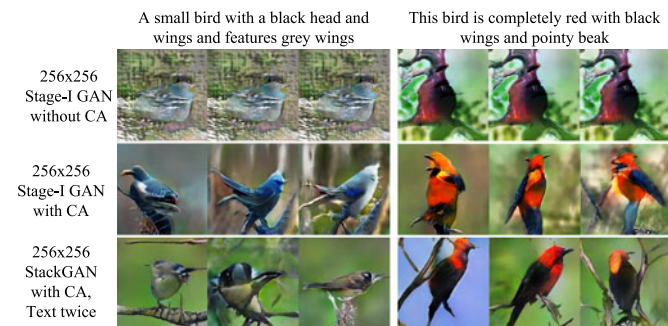 A small bird with a black head and
wings and features grey wings
This bird is completely red with black
wings and pointy beak
256x256
Stage-I GAN
without CA
256x256
Stage-I GAN
with CA
256x256
StackGAN
with CA,
Text twice